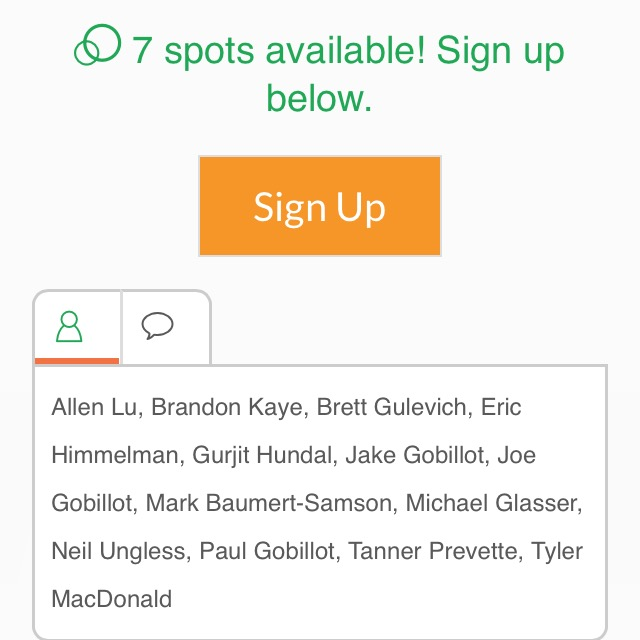 7 spots available! Sign up
below.
Sign Up
Allen Lu, Brandon Kaye, Brett Gulevich, Eric
Himmelman, Gurjit Hundal, Jake Gobillot, Joe
Gobillot, Mark Baumert-Samson, Michael Glasser,
Neil Ungless, Paul Gobillot, Tanner Prevette, Tyler
MacDonald